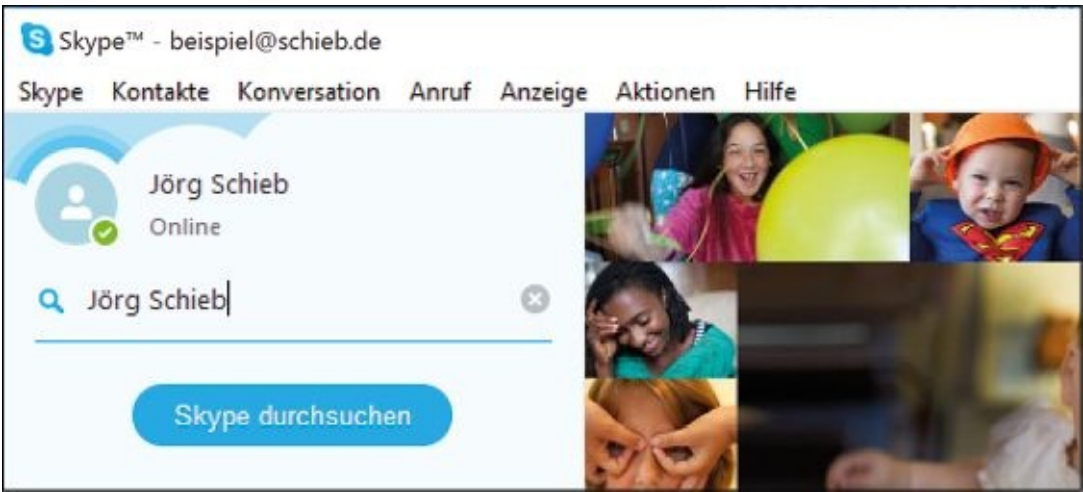 Skype™ - beispiel@schieb.de
Skype Kontakte Konversation Anruf Anzeige Aktionen Hilfe
Jörg Schieb
Online
Jörg Schieb
Skype durchsuchen